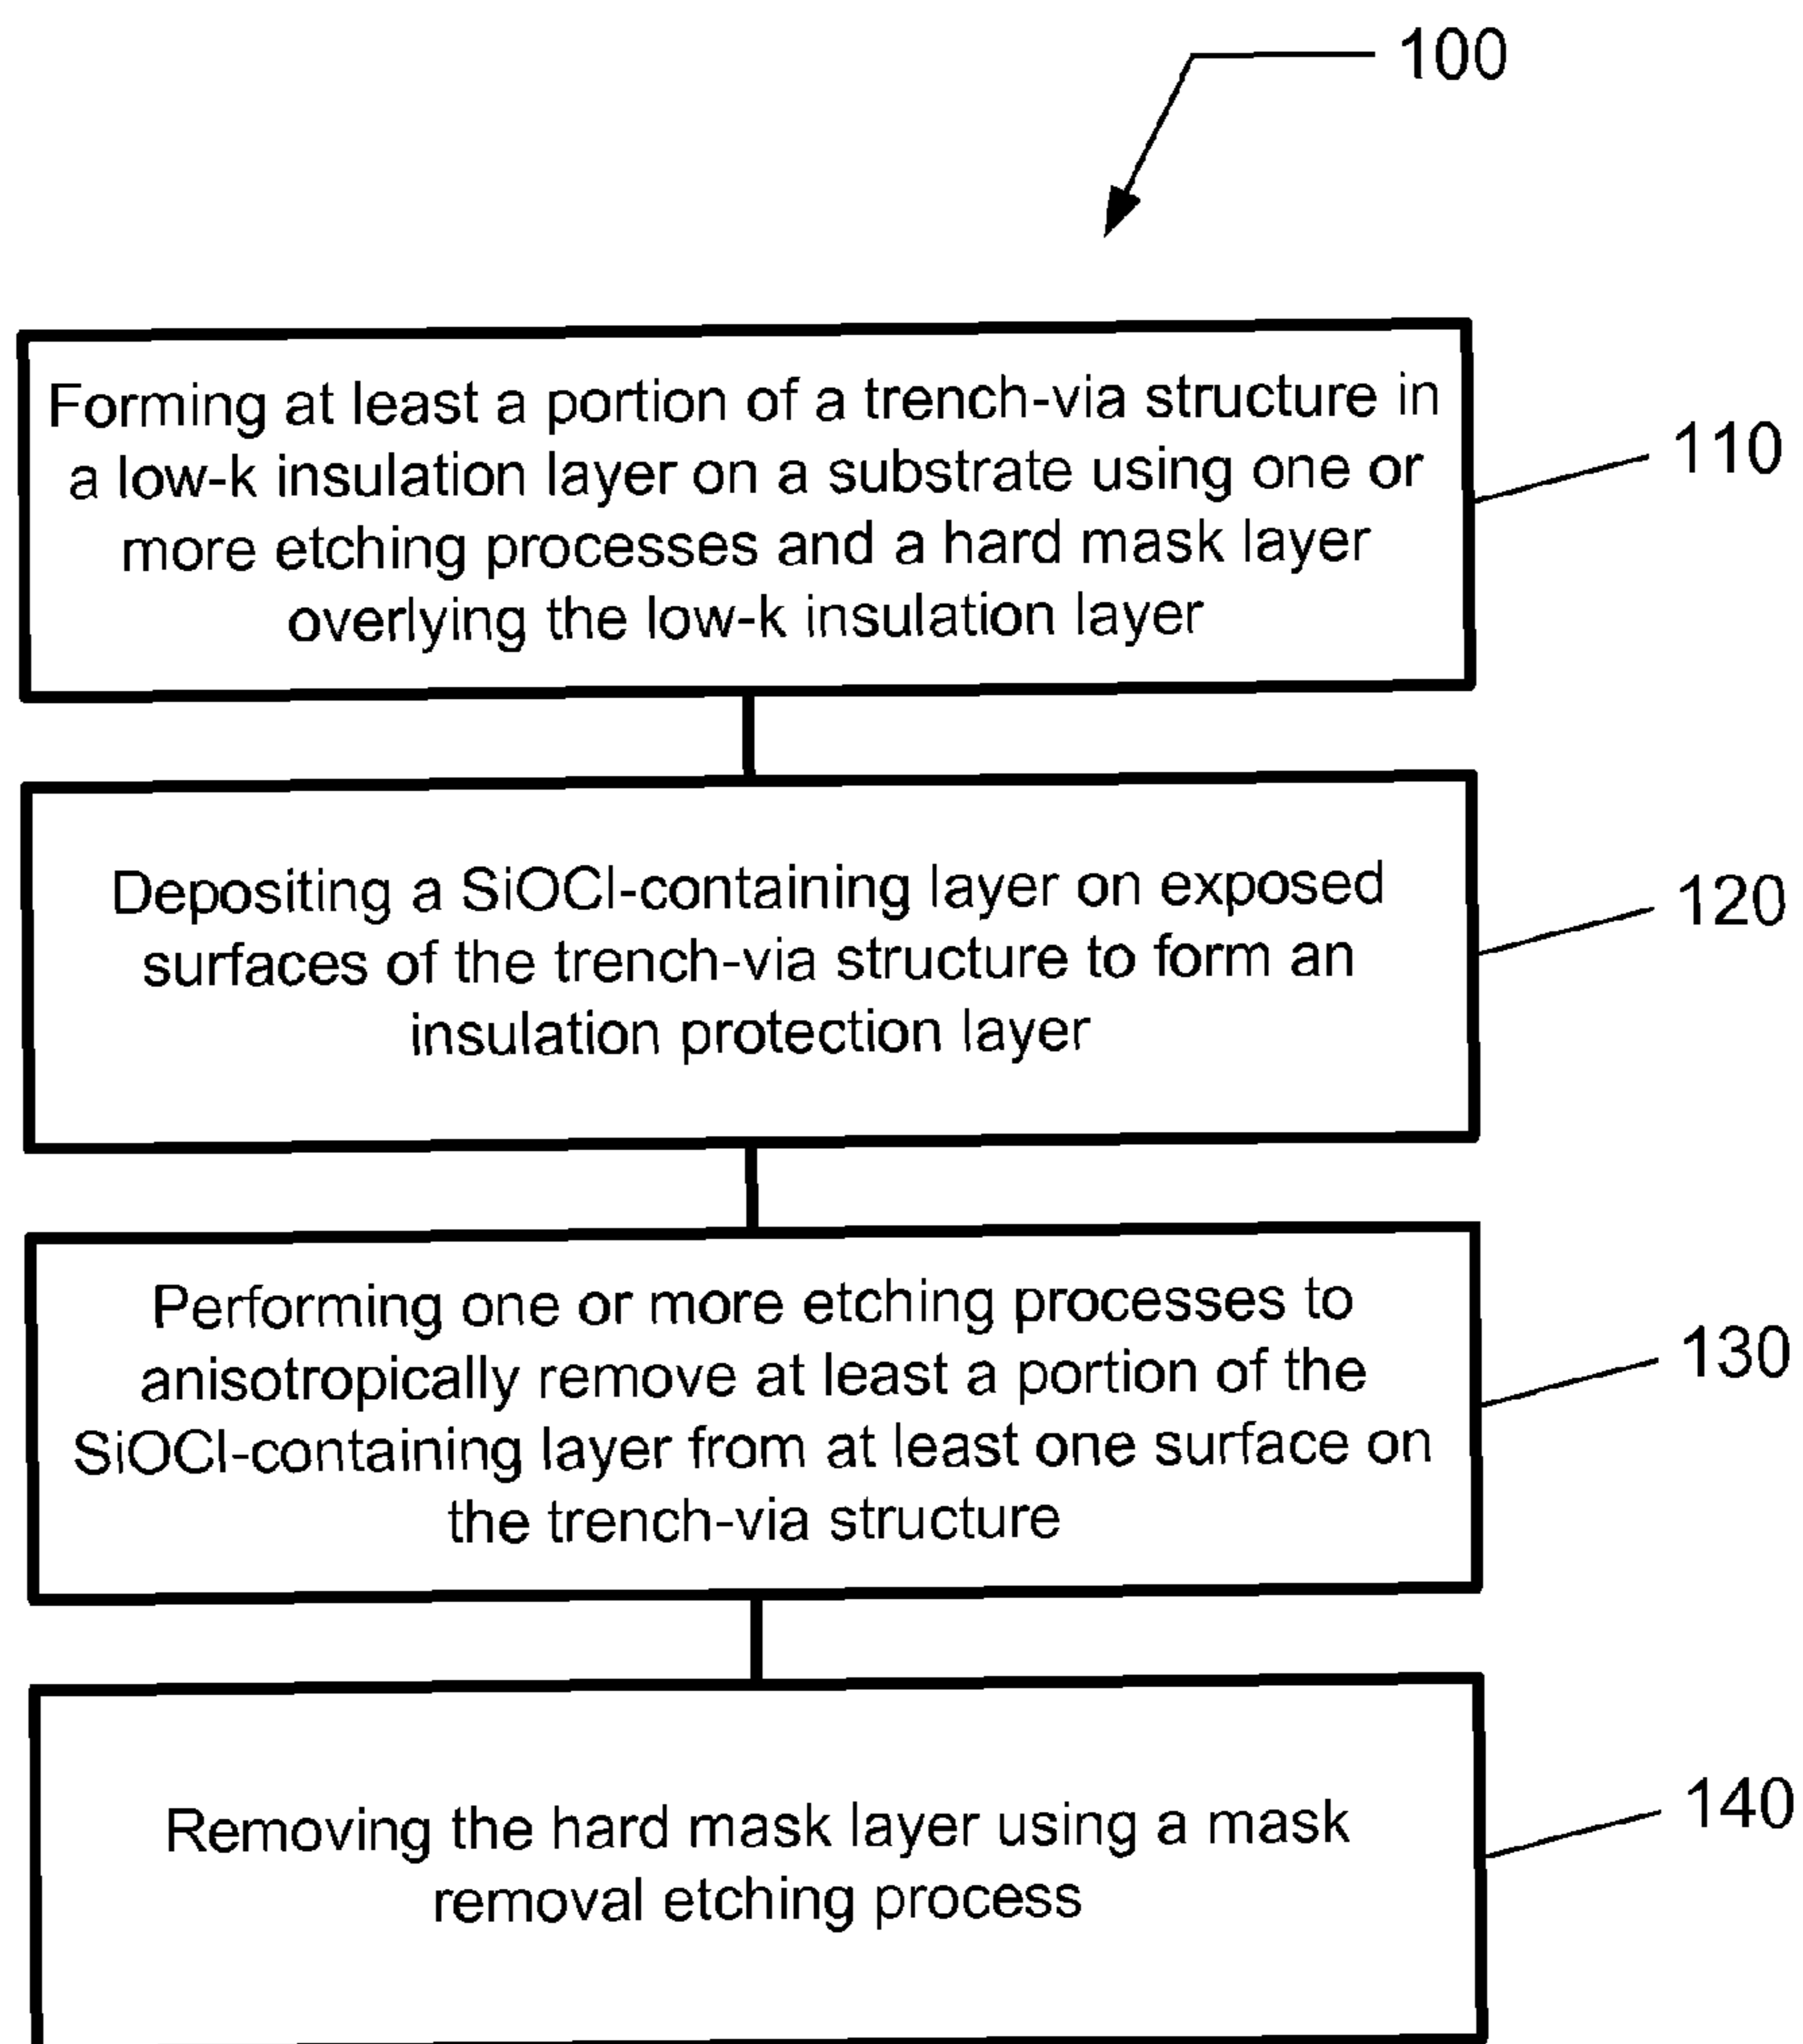 100
Forming at least a portion of a trench-via structure in
a low-k insulation layer on a substrate using one or
more etching processes and a hard mask layer
overlying the low-k insulation layer
110
Depositing a SiOCl-containing layer on exposed
surfaces of the trench-via structure to form an
insulation protection layer
120
Performing one or more etching processes to
anisotropically remove at least a portion of the
SiOCl-containing layer from at least one surface on
the trench-via structure
130
Removing the hard mask layer using a mask
removal etching process
140